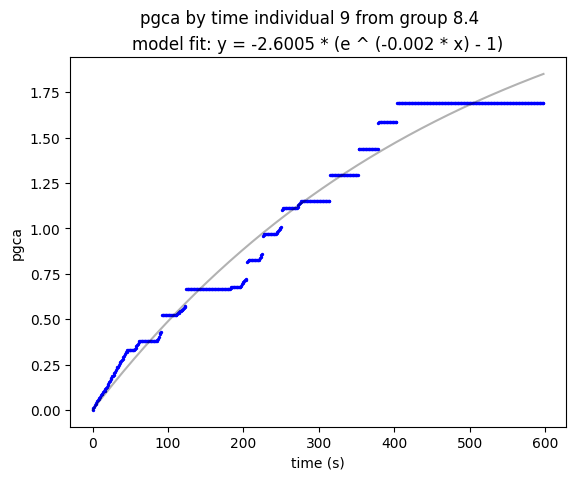 pgca by time individual 9 from group 8.4
model fit: y = -2.6005 * (e ^ (-0.002 * x) - 1)
1.75
1.50
1.25
1.00
0.75
0.50
0.25
0.00
pgca
0 100 200 300 400 500 600
time (s)